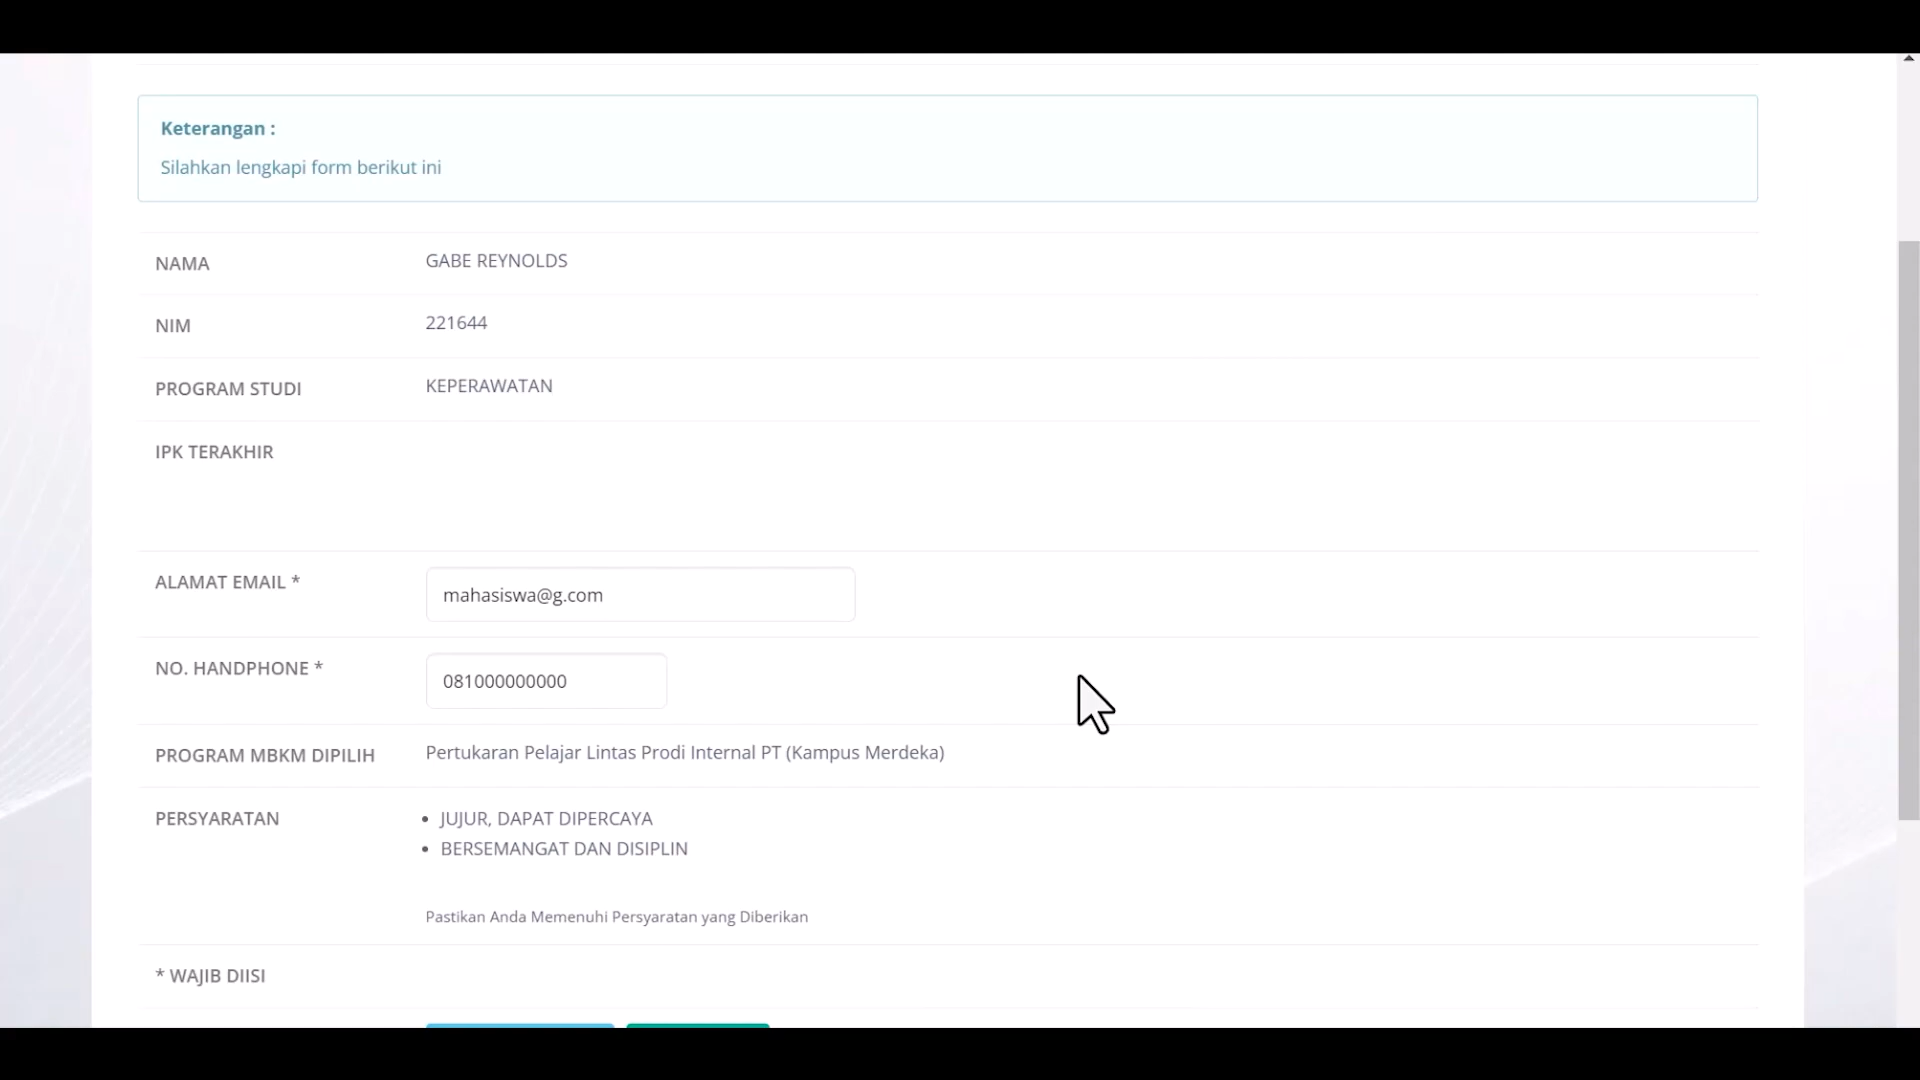 Keterangan :
Silahkan lengkapi form berikut ini
NAMA GABE REYNOLDS
NIM 221644
PROGRAM STUDI KEPERAWATAN
IPK TERAKHIR
ALAMAT EMAIL * mahasiswa@g.com
NO. HANDPHONE * 081000000000
PROGRAM MBKM DIPILIH Pertukaran Pelajar Lintas Prodi Internal PT (Kampus Merdeka)
PERSYARATAN • JUJUR, DAPAT DIPERCAYA
• BERSEMANGAT DAN DISIPLIN
Pastikan Anda Memenuhi Persyaratan yang Diberikan
* WAJIB DIISI